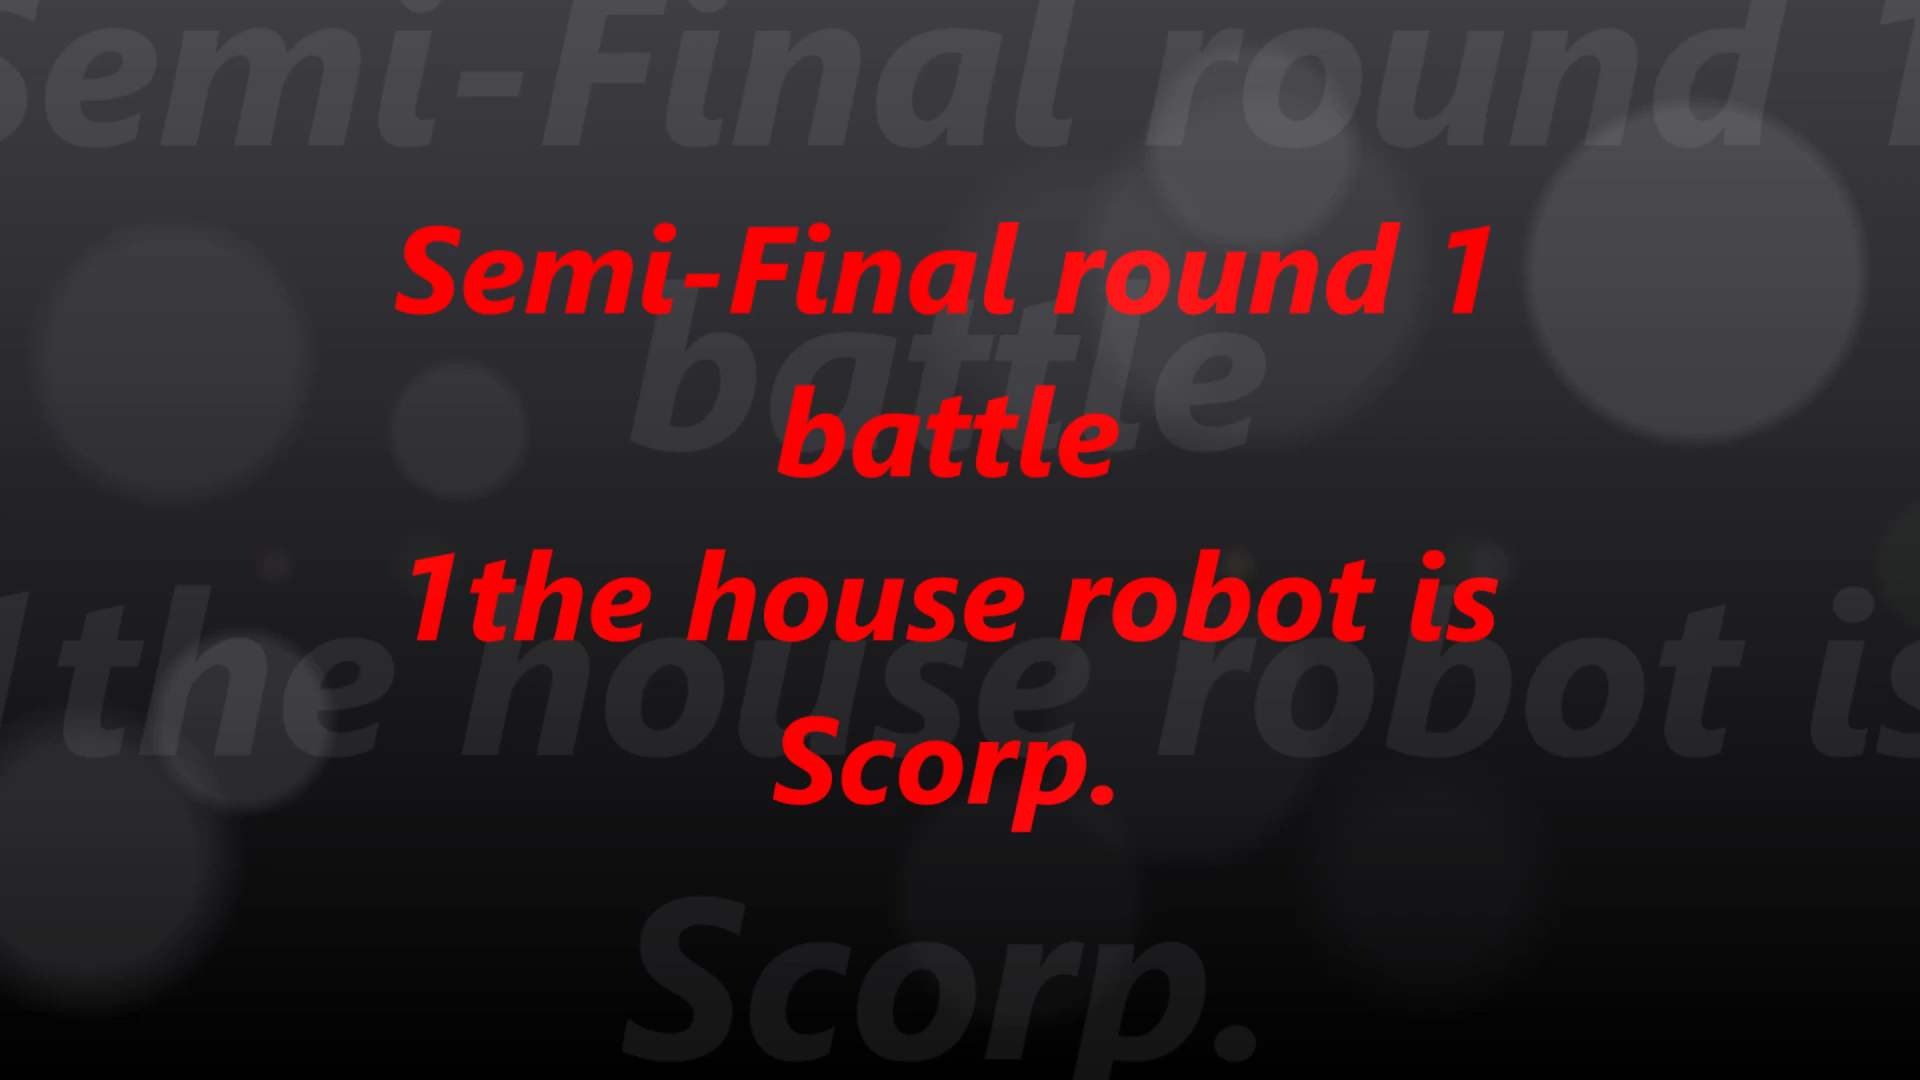 Semi-Final round 1
battle
1the house robot is
Scorp.